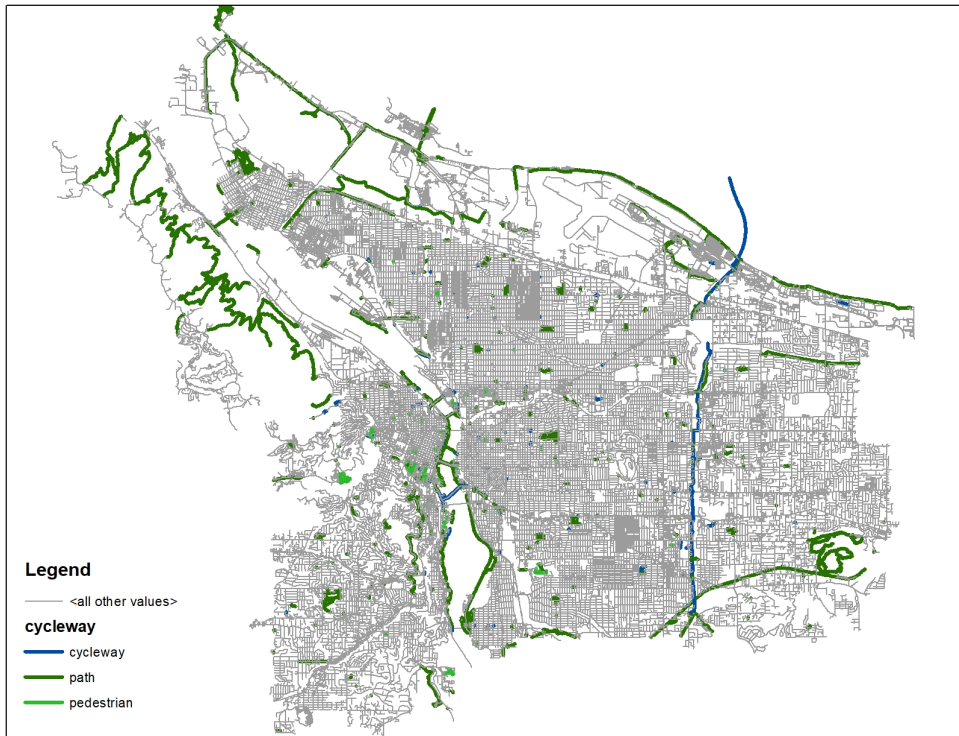 Legend
<all other values>
cycleway
cycleway
path
pedestrian